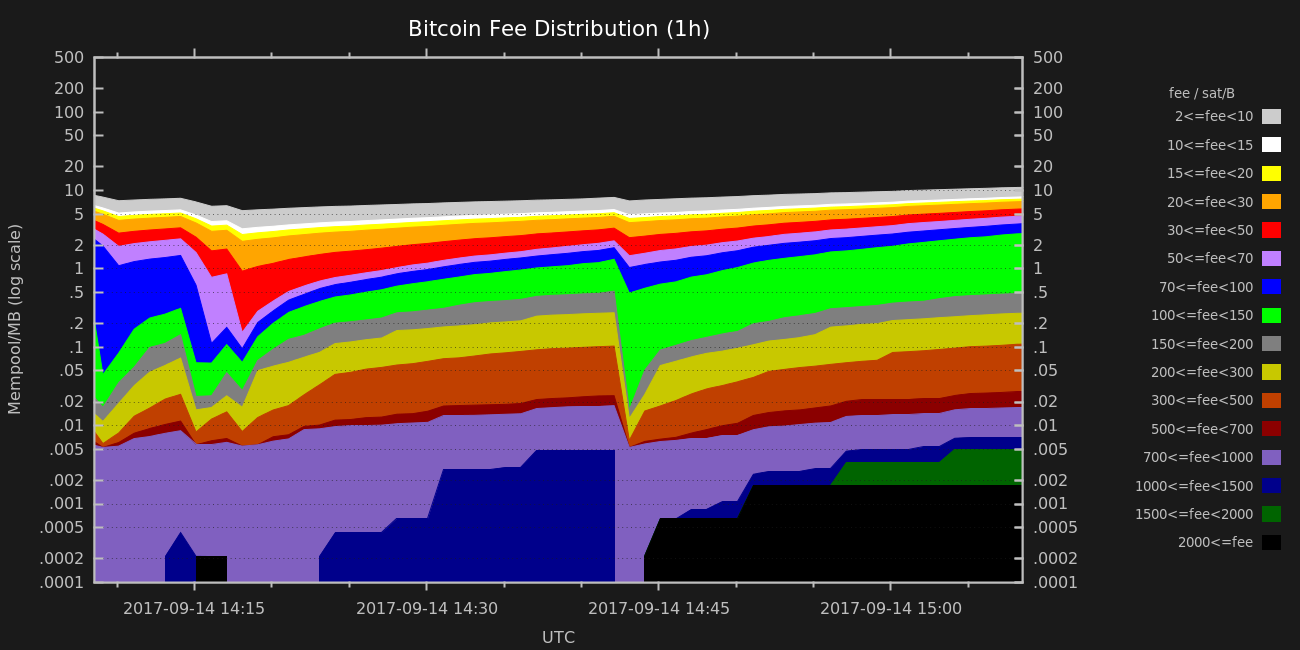 Bitcoin Fee Distribution (1h)
500 500
200 200
100 100
50 50
20 20
10 10
5 5
2 2
1 1
.5 .5
.2 .2
.1 .1
.05 .05
.02 .02
.01 .01
.005 .005
.002 .002
.001 .001
.0005 .0005
.0002 .0002
.0001 .0001
Mempool/MB (log scale)
2017-09-14 14:15 2017-09-14 14:30 2017-09-14 14:45 2017-09-14 15:00
UTC
fee / sat/B
2<=fee<10
10<=fee<15
15<=fee<20
20<=fee<30
30<=fee<50
50<=fee<70
70<=fee<100
100<=fee<150
150<=fee<200
200<=fee<300
300<=fee<500
500<=fee<700
700<=fee<1000
1000<=fee<1500
1500<=fee<2000
2000<=fee